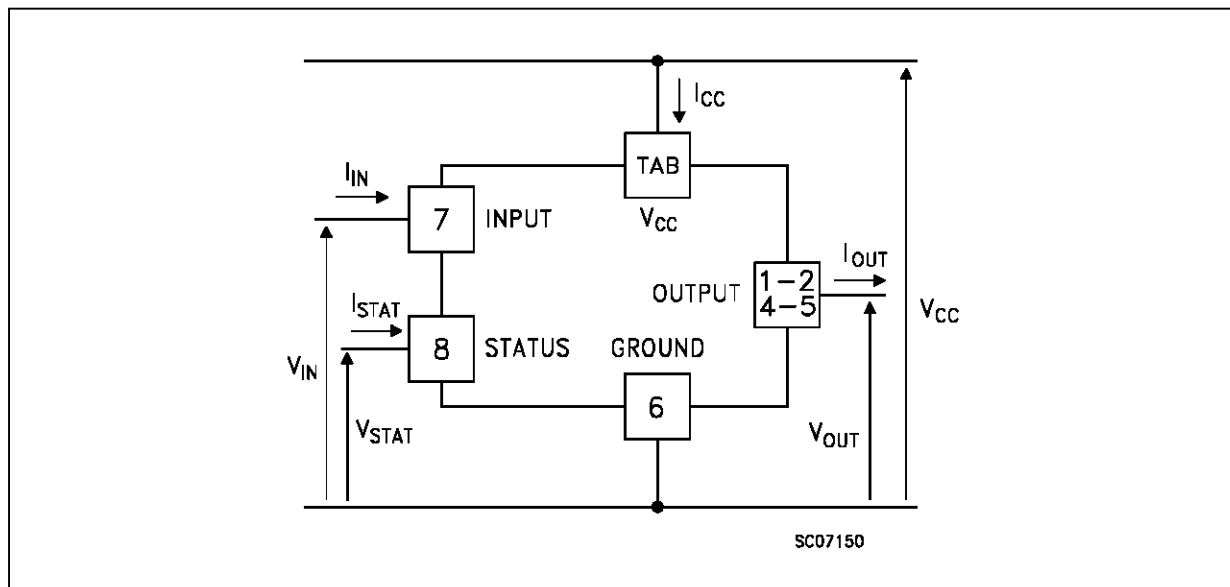 I_CC
TAB
V_CC
I_IN
7
INPUT
I_STAT
8
STATUS
V_IN
V_STAT
GROUND
6
OUTPUT
1-2
4-5
I_OUT
V_OUT
V_CC
SC07150